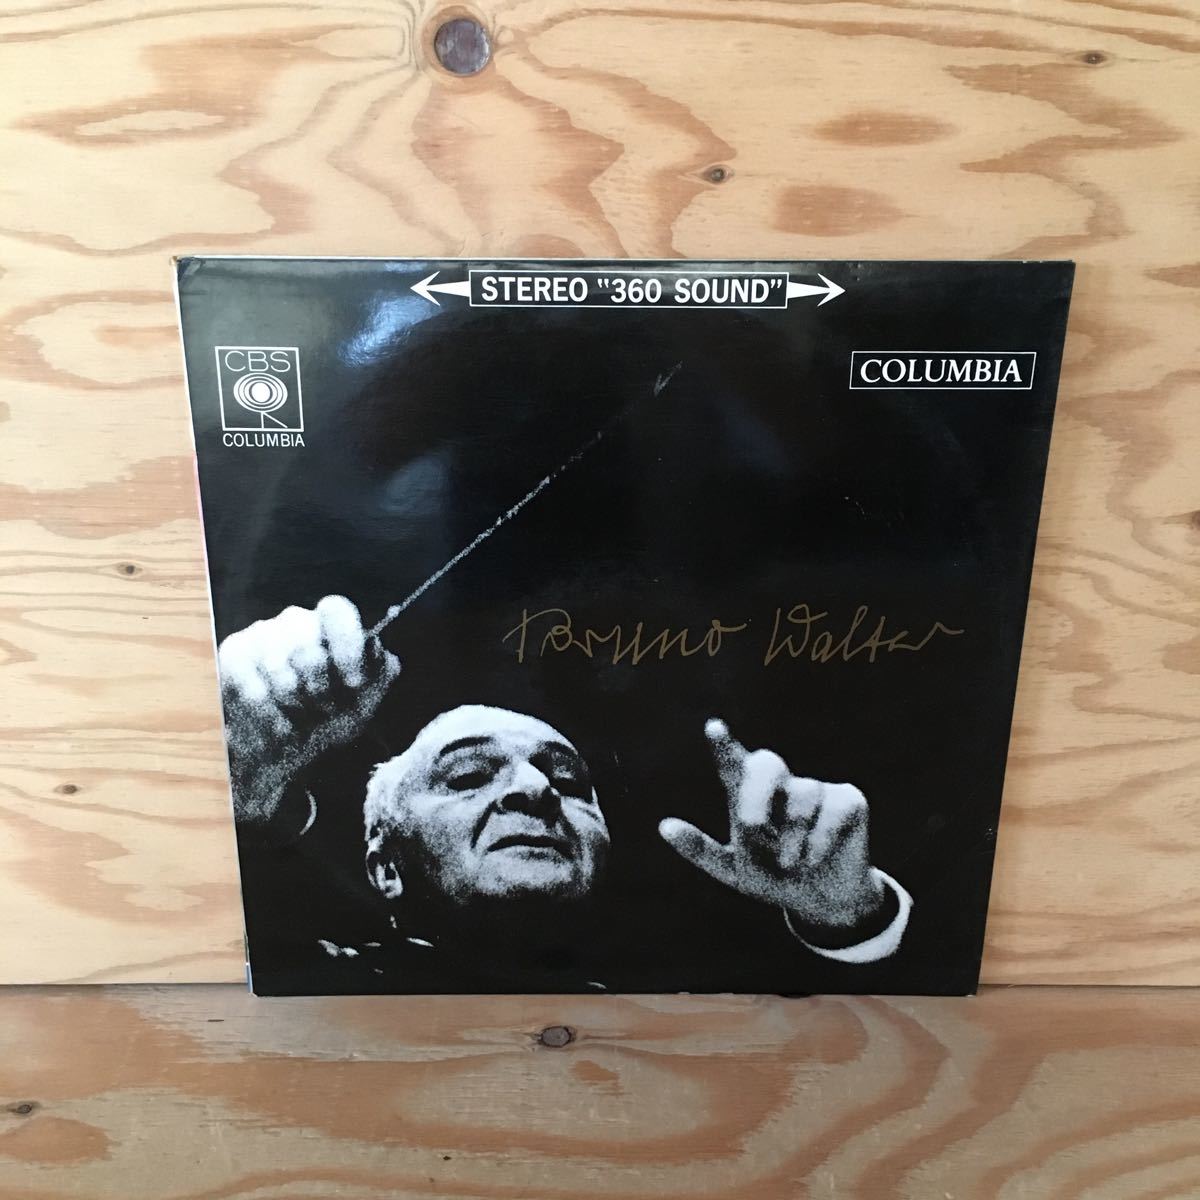 STEREO "360 SOUND"
CBS
COLUMBIA
COLUMBIA
Bruno Walter